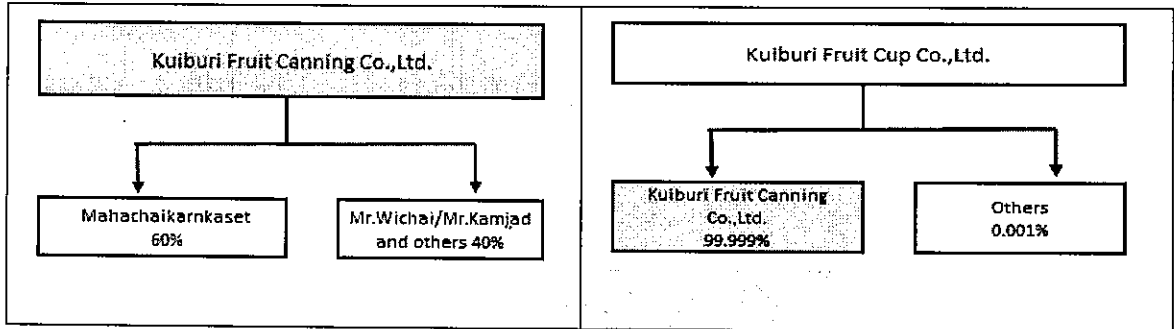 Kuiburi Fruit Canning Co.,Ltd.
Mahachaikarnkaset
60%
Mr.Wichai/Mr.Kamjad
and others 40%
Kuiburi Fruit Cup Co.,Ltd.
Kuiburi Fruit Canning
Co.,Ltd.
99.999%
Others
0.001%